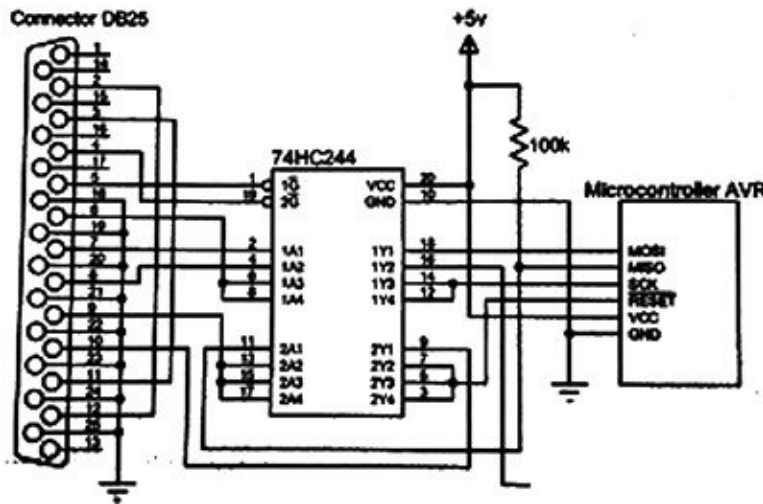 Connector DB25
+5v
1
14
2
15
3
16
4
17
5
18
6
19
7
20
8
21
9
22
10
23
11
24
12
25
13
100k
74HC244
Microcontroller AVR
1 1G VCC 20
19 2G GND 10
2 1A1 1Y1 18
4 1A2 1Y2 16
6 1A3 1Y3 14
8 1A4 1Y4 12
11 2A1 2Y1 9
13 2A2 2Y2 7
15 2A3 2Y3 5
17 2A4 2Y4 3
MOSI
MISO
SCK
RESET
VCC
GND